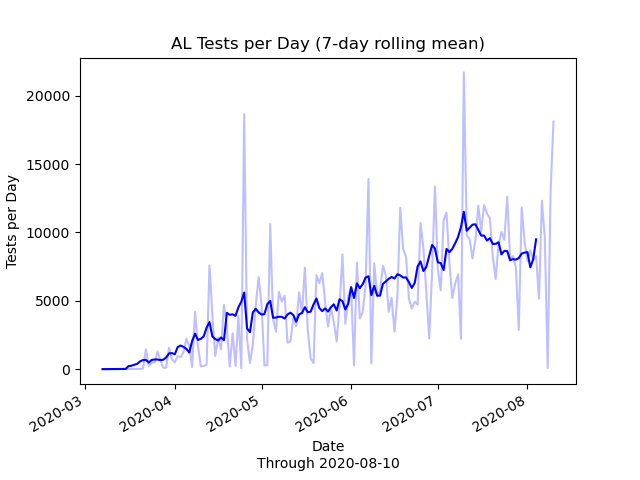 AL Tests per Day (7-day rolling mean)
Tests per Day
20000
15000
10000
5000
0
2020-03
2020-04
2020-05
2020-06
2020-07
2020-08
Date
Through 2020-08-10